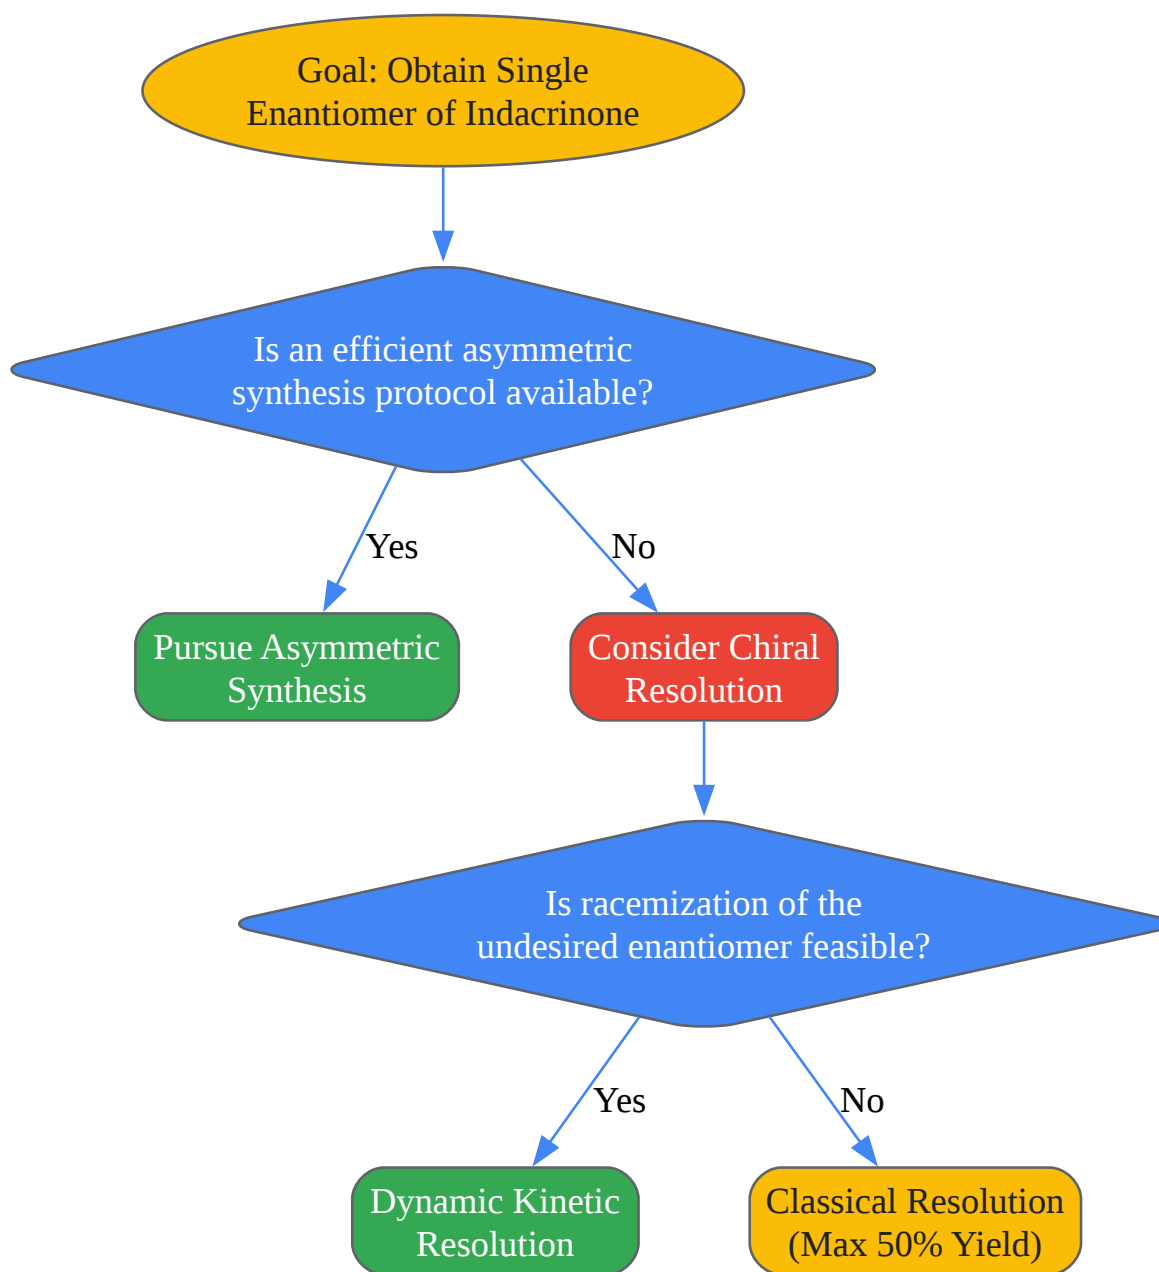 Goal: Obtain Single
Enantiomer of Indacrinone
Is an efficient asymmetric
synthesis protocol available?
Yes
No
Pursue Asymmetric
Synthesis
Consider Chiral
Resolution
Is racemization of the
undesired enantiomer feasible?
Yes
No
Dynamic Kinetic
Resolution
Classical Resolution
(Max 50% Yield)